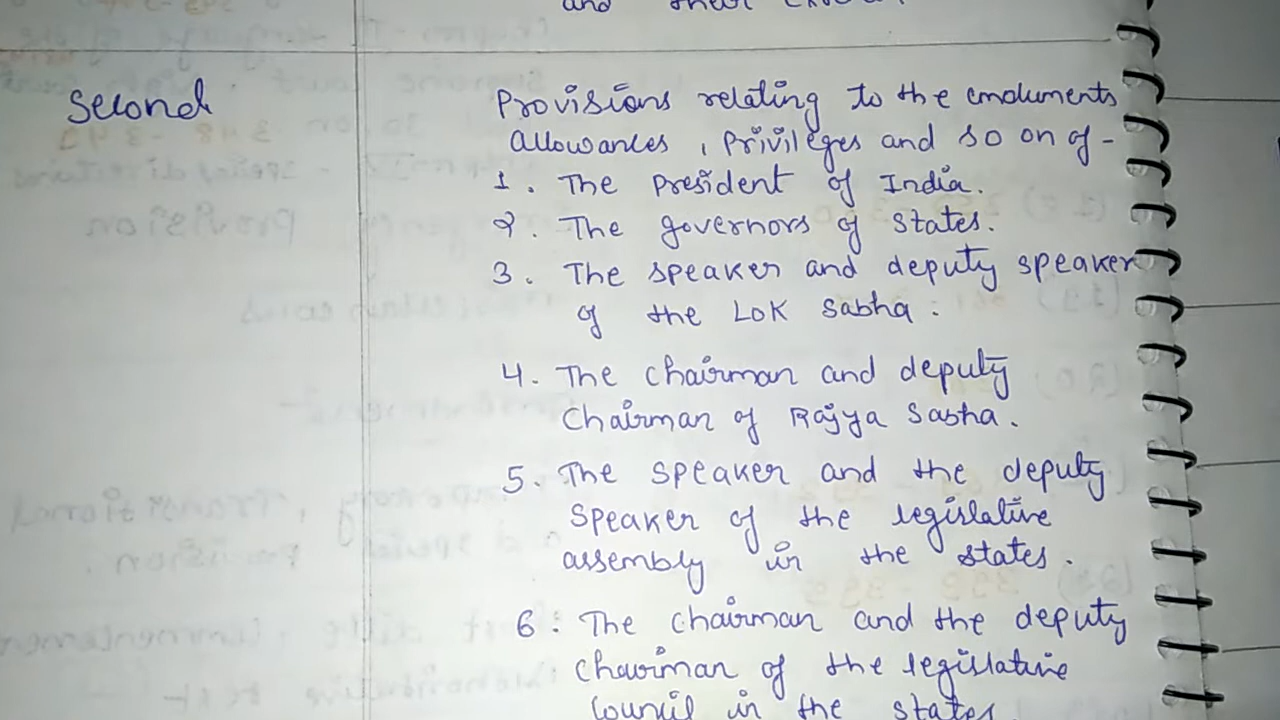 and their
Second
Provisions relating to the emoluments
allowances, privileges and so on of -
1. The President of India.
2. The governors of states.
3. The speaker and deputy speaker
of the Lok Sabha.
4. The chairman and deputy
Chairman of Rajya Sabha.
5. The speaker and the deputy
speaker of the legislative
assembly in the states.
6. The chairman and the deputy
chairman of the legislative
council in the states.